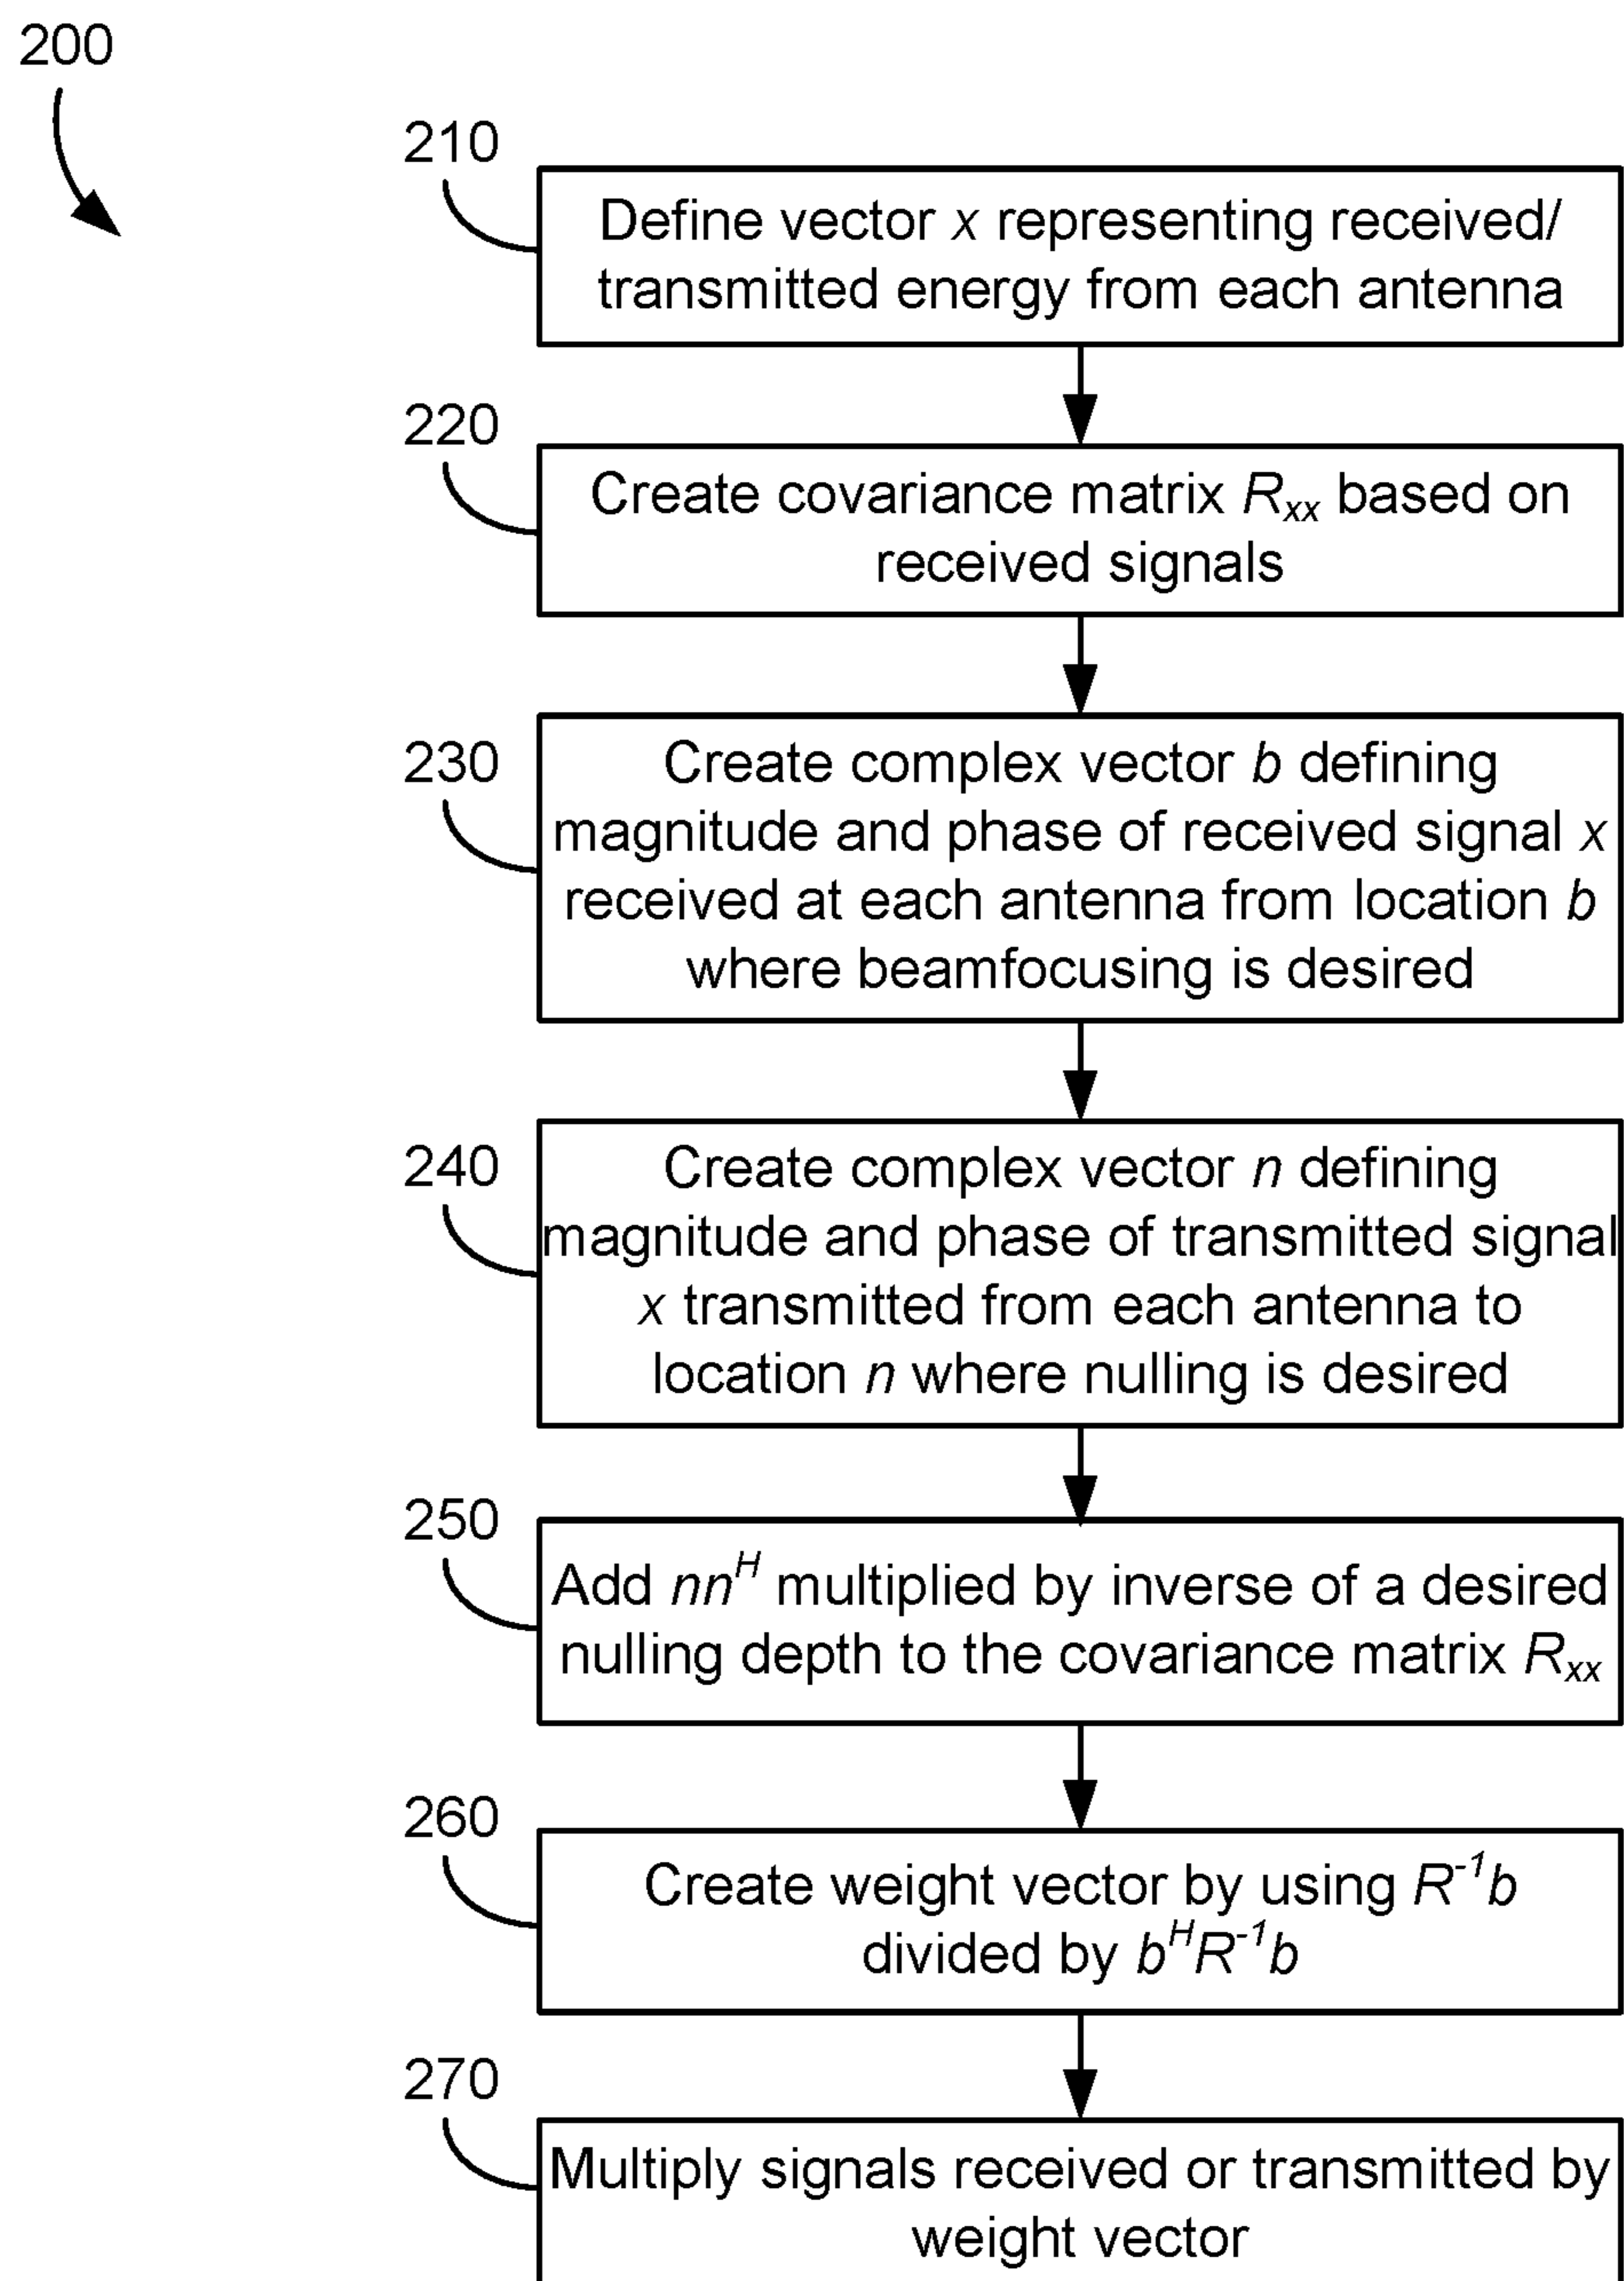 200
210
Define vector x representing received/
transmitted energy from each antenna
220
Create covariance matrix Rₓₓ based on
received signals
230
Create complex vector b defining
magnitude and phase of received signal x
received at each antenna from location b
where beamfocusing is desired
240
Create complex vector n defining
magnitude and phase of transmitted signal
x transmitted from each antenna to
location n where nulling is desired
250
Add nnᴴ multiplied by inverse of a desired
nulling depth to the covariance matrix Rₓₓ
260
Create weight vector by using R⁻¹b
divided by bᴴR⁻¹b
270
Multiply signals received or transmitted by
weight vector